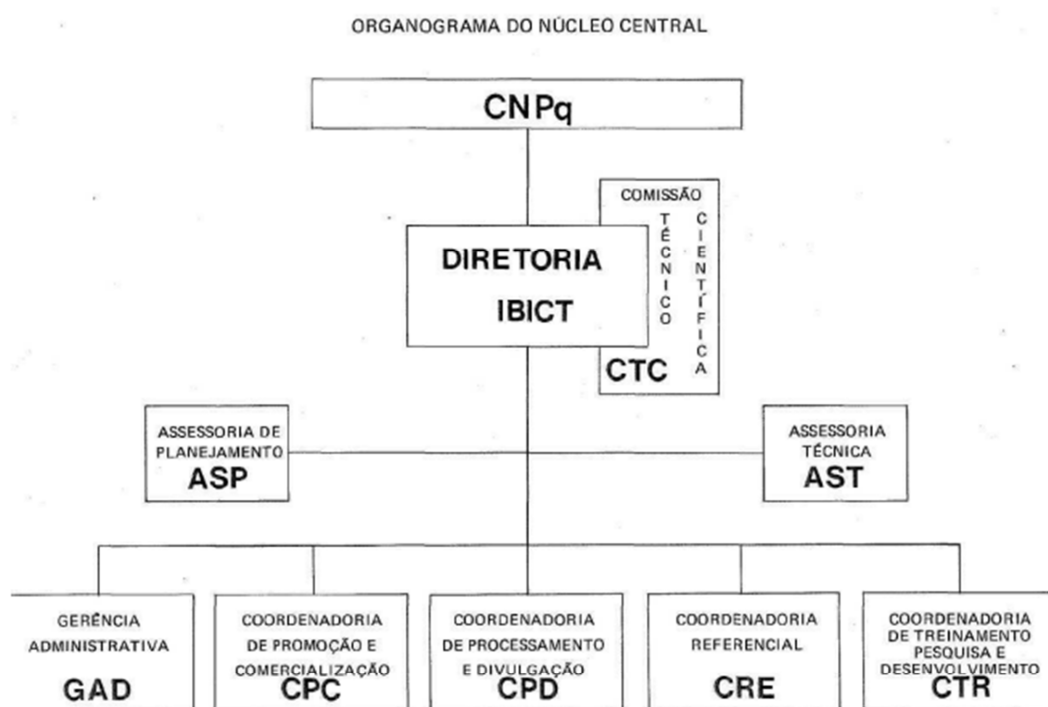 ORGANOGRAMA DO NÚCLEO CENTRAL
CNPq
COMISSÃO
TÉCNICO
CIENTÍFICA
CTC
DIRETORIA
IBICT
ASSESSORIA DE
PLANEJAMENTO
ASP
ASSESSORIA
TÉCNICA
AST
GERÊNCIA
ADMINISTRATIVA
GAD
COORDENADORIA
DE PROMOÇÃO E
COMERCIALIZAÇÃO
CPC
COORDENADORIA
DE PROCESSAMENTO
E DIVULGAÇÃO
CPD
COORDENADORIA
REFERENCIAL
CRE
COORDENADORIA
DE TREINAMENTO
PESQUISA E
DESENVOLVIMENTO
CTR